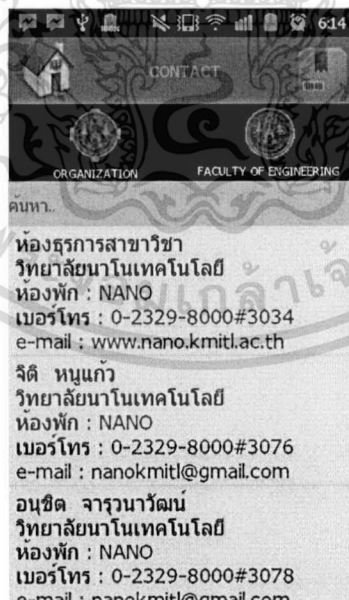 6:14
CONTACT
ORGANIZATION FACULTY OF ENGINEERING
ค้นหา..
ห้องธุรการสาขาวิชา
วิทยาลัยนาโนเทคโนโลยี
ห้องพัก : NANO
เบอร์โทร : 0-2329-8000#3034
e-mail : www.nano.kmitl.ac.th
จิติ หนูแก้ว
วิทยาลัยนาโนเทคโนโลยี
ห้องพัก : NANO
เบอร์โทร : 0-2329-8000#3076
e-mail : nanokmitl@gmail.com
อนุชิต จารุวนาวัฒน์
วิทยาลัยนาโนเทคโนโลยี
ห้องพัก : NANO
เบอร์โทร : 0-2329-8000#3078
e-mail : nanokmitl@gmail.com